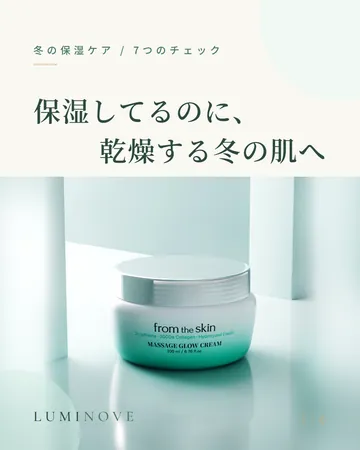 冬の保湿ケア / 7つのチェック
保湿してるのに、
乾燥する冬の肌へ
from the skin
MASSAGE GLOW CREAM
LUMINOVE